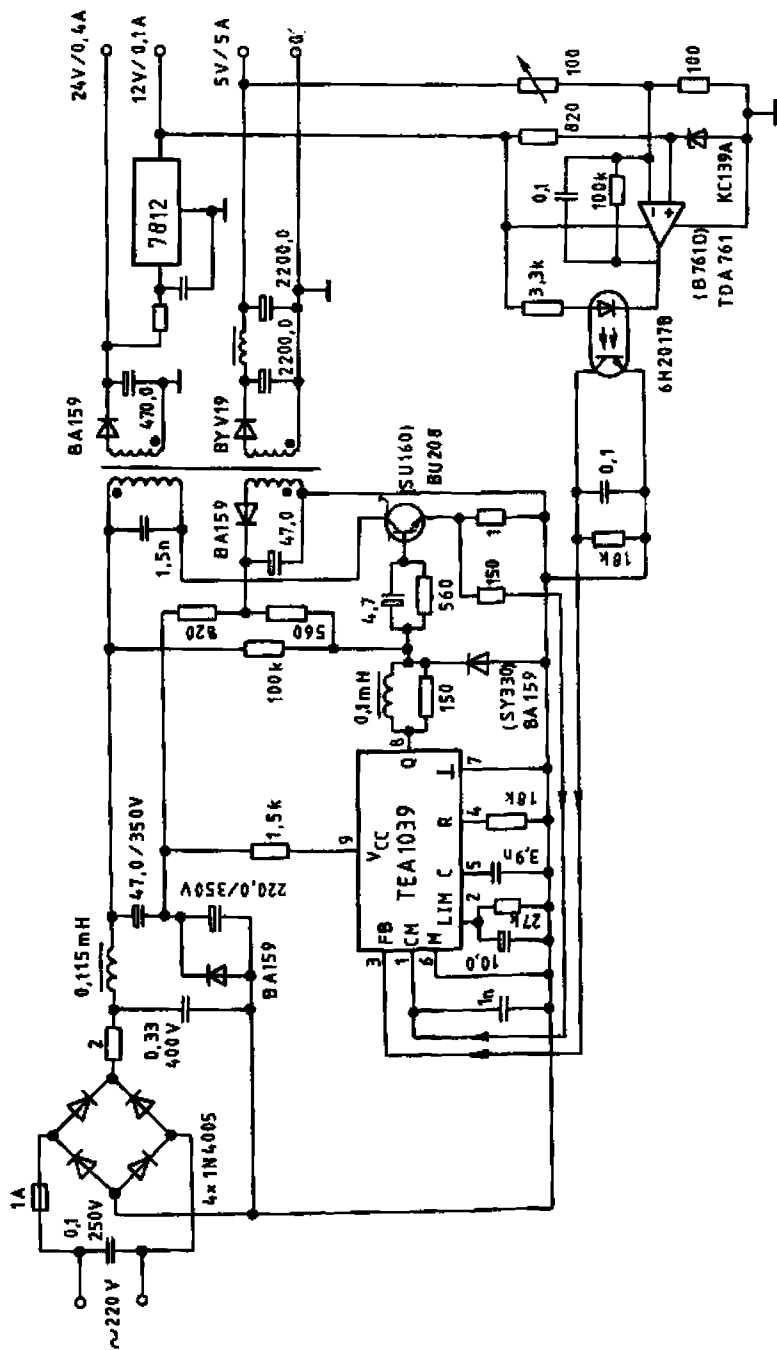 ~220V
0,1
250V
1A
4x1N4005
2
0,33
400V
0,115mH
47,0/350V
BA159
220,0/350V
1,5k
100k
820
560
1,5n
BA159
47,0
BA159
470,0
7812
24V/0,4A
12V/0,1A
BYV19
2200,0
2200,0
5V/5A
(SU160)
BU208
4,7
560
150
1
0,1mH
150
(SY330)
BA159
9
VCC
TEA1039
8
Q
3
FB
1
CM
6
M
LIM
2
C
5
R
4
7
1n
10,0
27k
3,9n
18k
18k
0,1
6H2017B
3,3k
0,1
100k
820
100
100
KC139A
(B761D)
TDA761
-
+